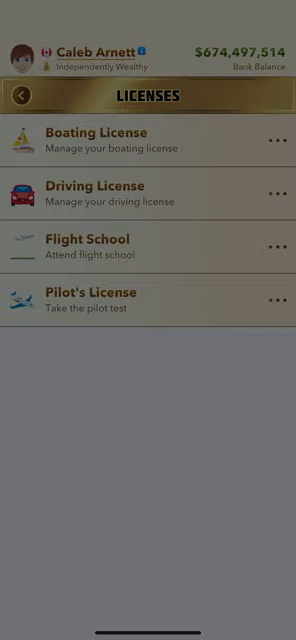 Caleb Arnett
$674,497,514
Independently Wealthy
Bank Balance
LICENSES
Boating License
Manage your boating license
Driving License
Manage your driving license
Flight School
Attend flight school
Pilot's License
Take the pilot test